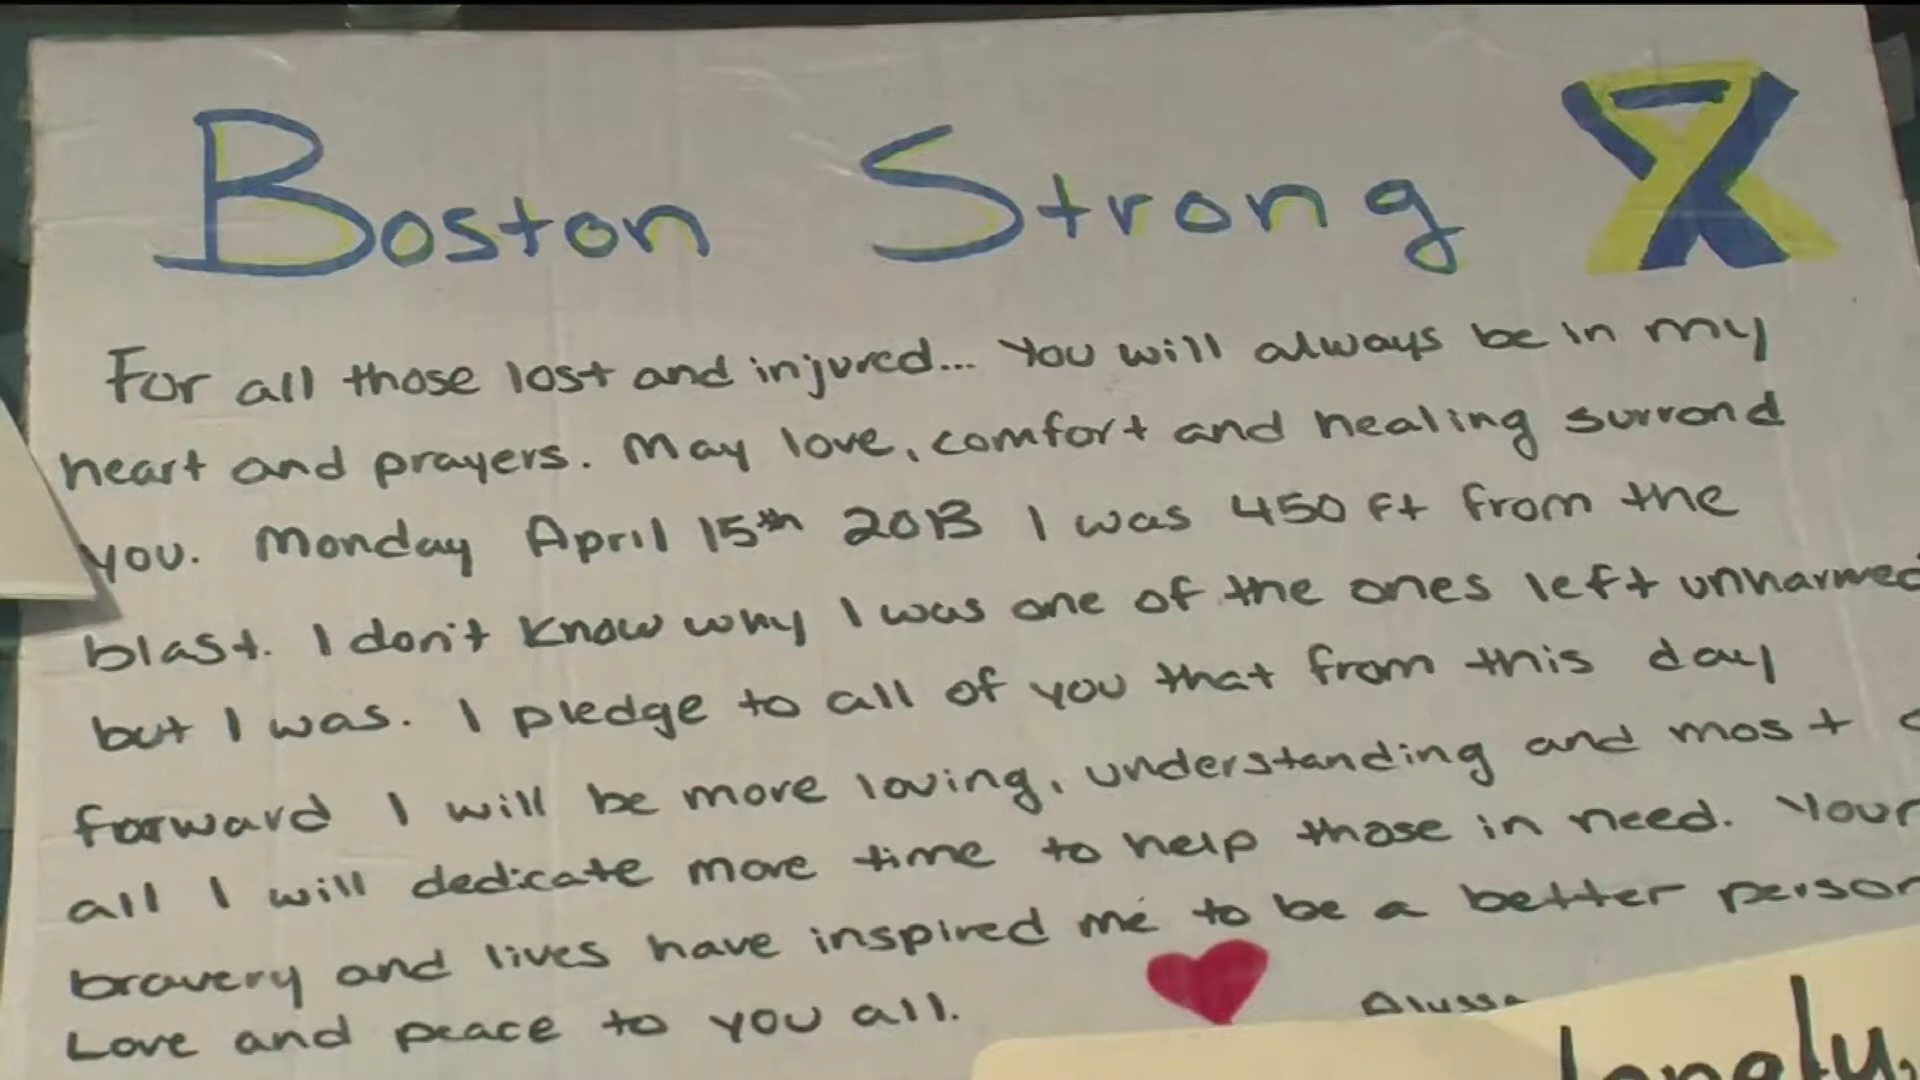 Boston Strong
For all those lost and injured... You will always be in my
heart and prayers. May love, comfort and healing surrond
you. Monday April 15th 2013 I was 450 ft from the
blast. I don't know why I was one of the ones left unharmed
but I was. I pledge to all of you that from this day
forward I will be more loving, understanding and most
all I will dedicate more time to help those in need. Your
bravery and lives have inspired me to be a better person
Love and peace to you all.
Alyssa
lonely,